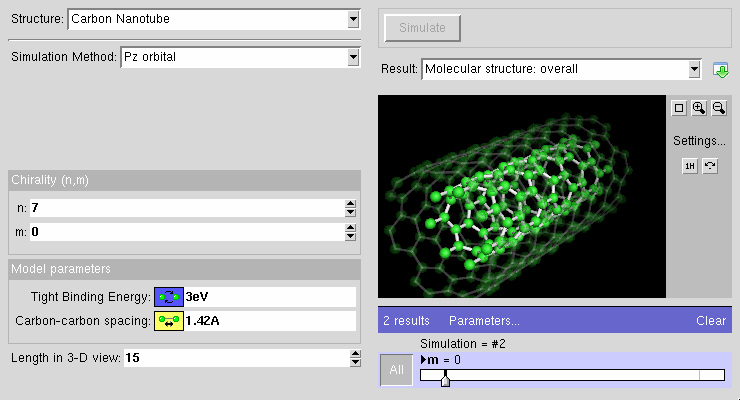 Structure: Carbon Nanotube
Simulation Method: Pz orbital
Chirality (n,m)
n: 7
m: 0
Model parameters
Tight Binding Energy: 3eV
Carbon-carbon spacing: 1.42A
Length in 3-D view: 15
Simulate
Result: Molecular structure: overall
Settings...
1H
2 results Parameters... Clear
Simulation = #2
All
m = 0